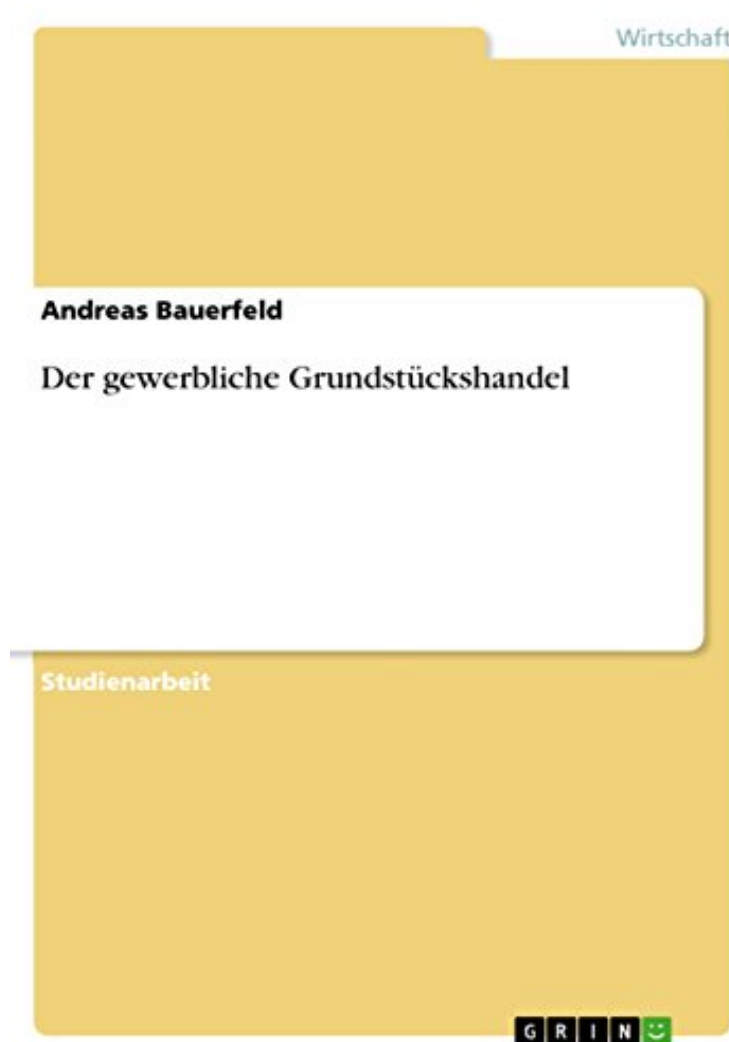 Wirtschaft
Andreas Bauerfeld
Der gewerbliche Grundstückshandel
Studienarbeit
GRIN